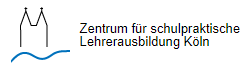 Zentrum für schulpraktische
Lehrerausbildung Köln